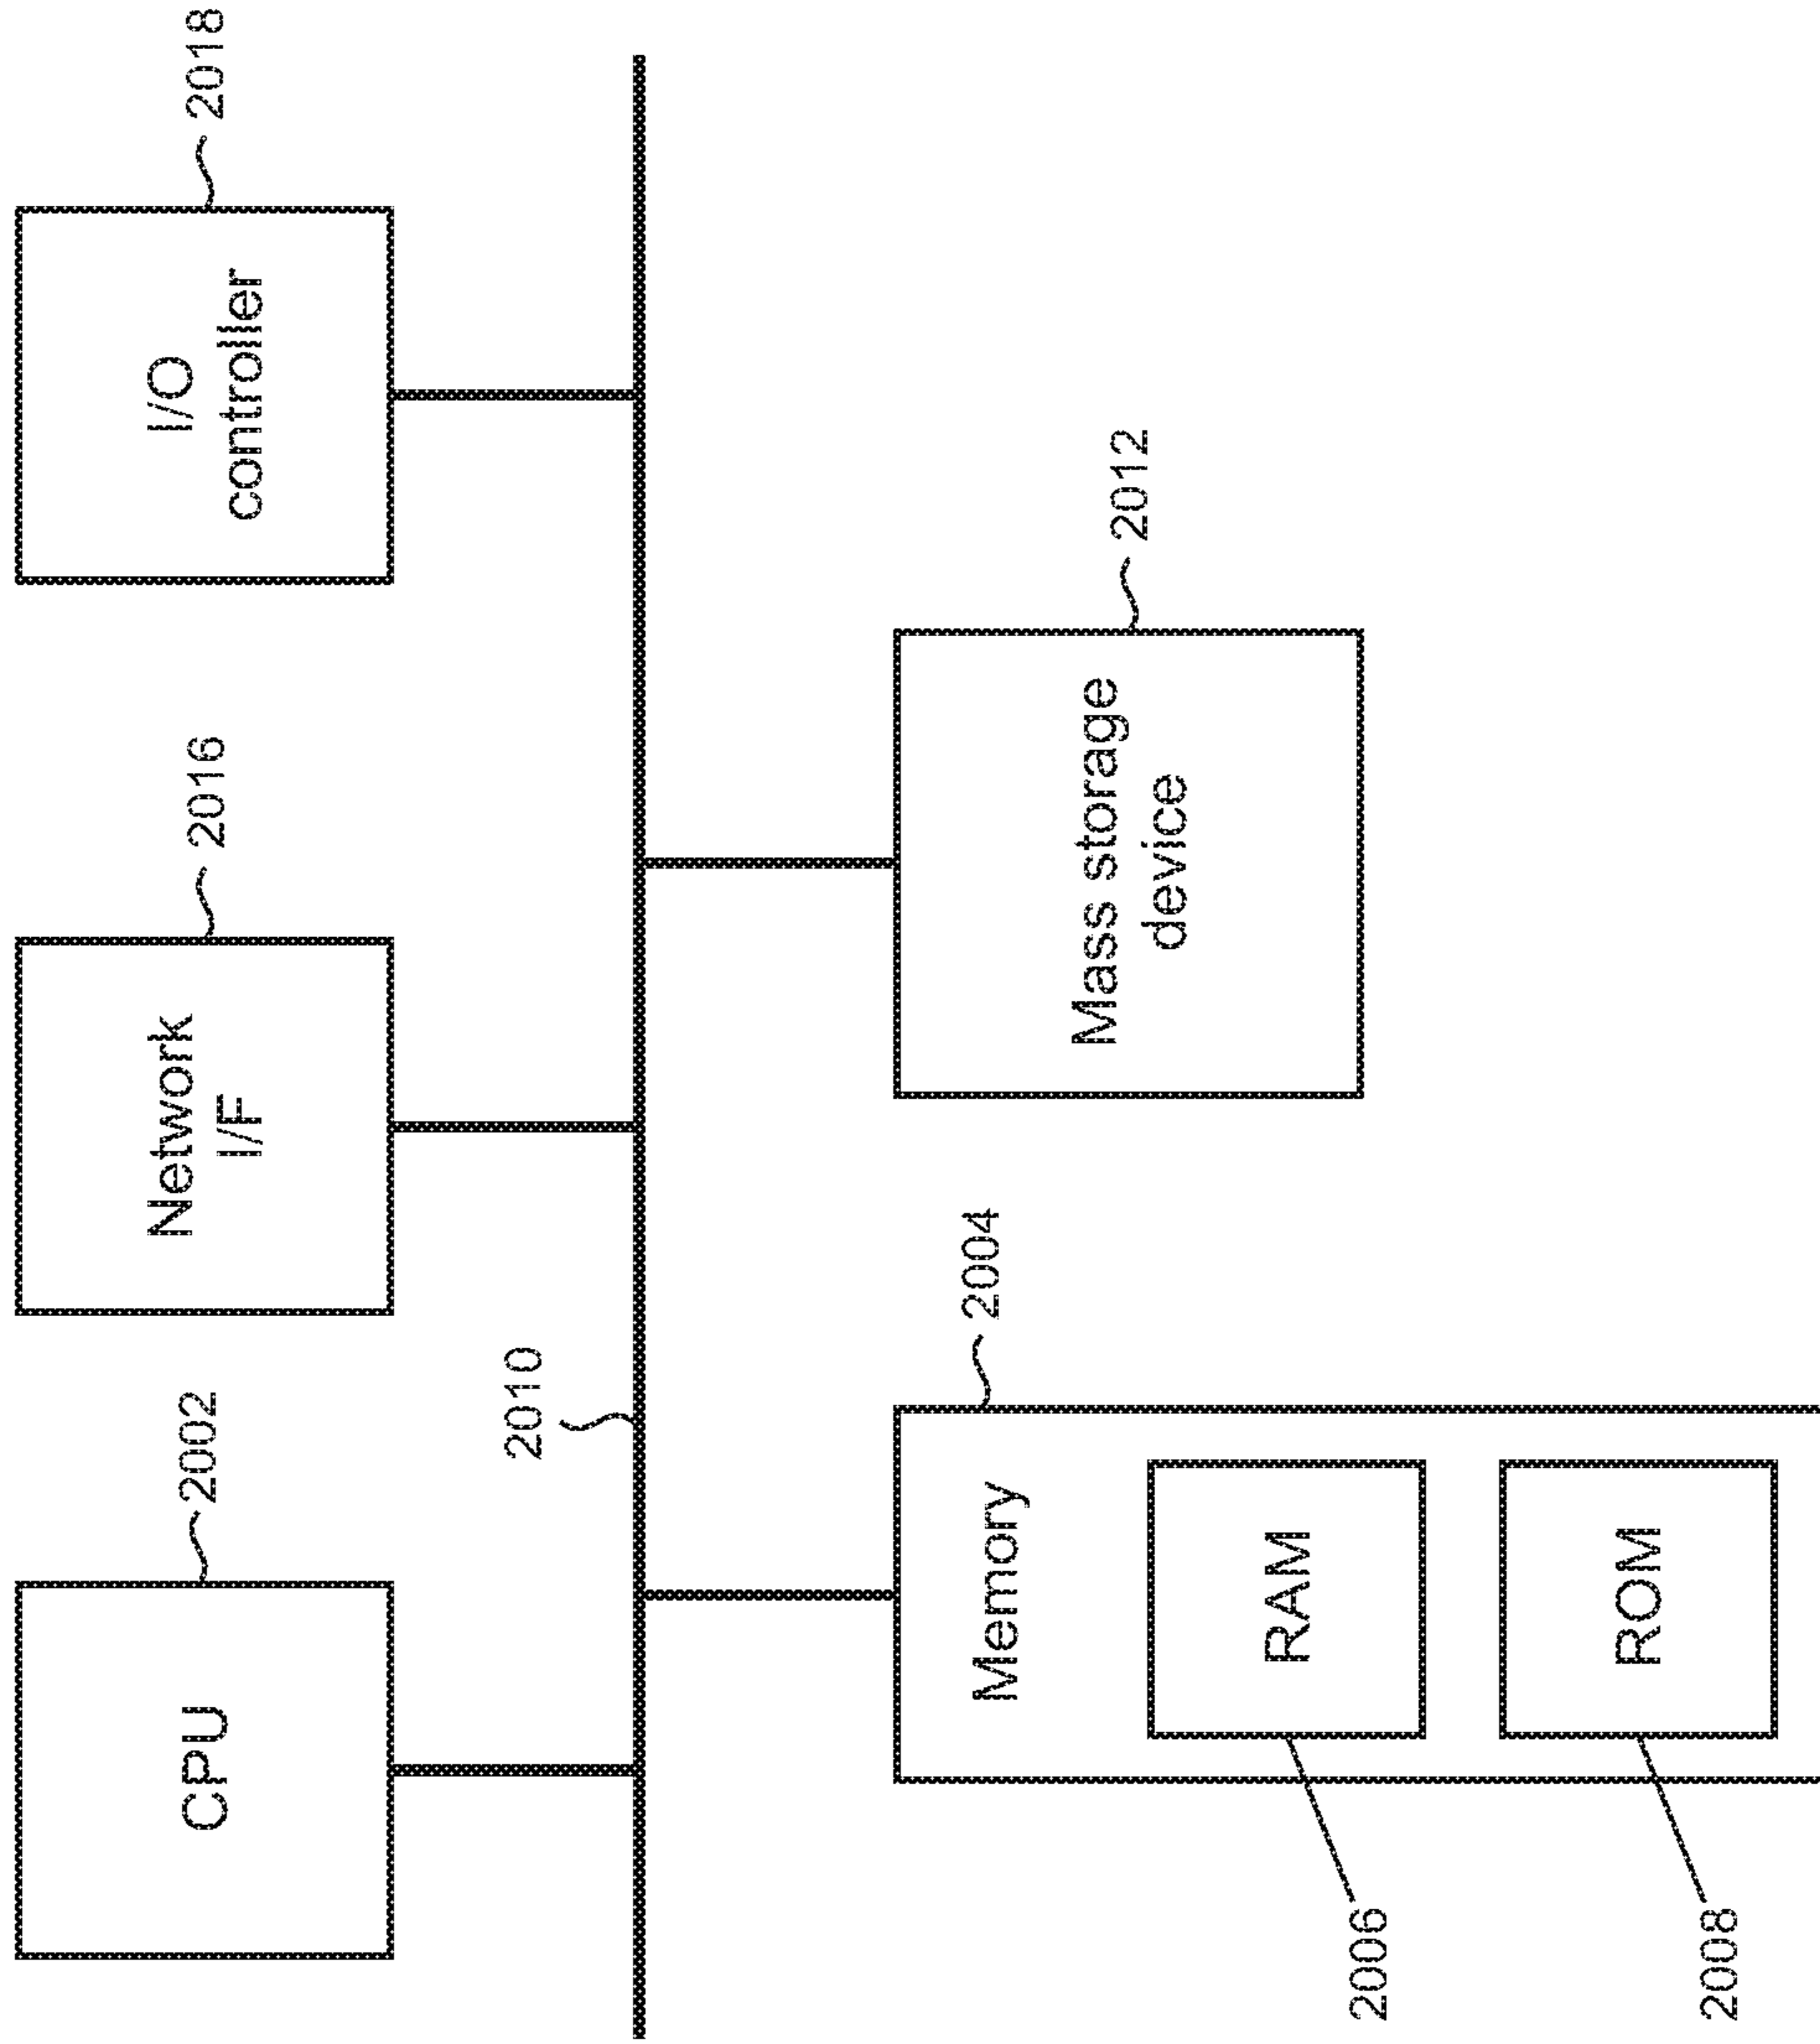 CPU
2002
Network
I/F
2016
I/O
controller
2018
2010
Memory
2004
RAM
2006
ROM
2008
Mass storage
device
2012